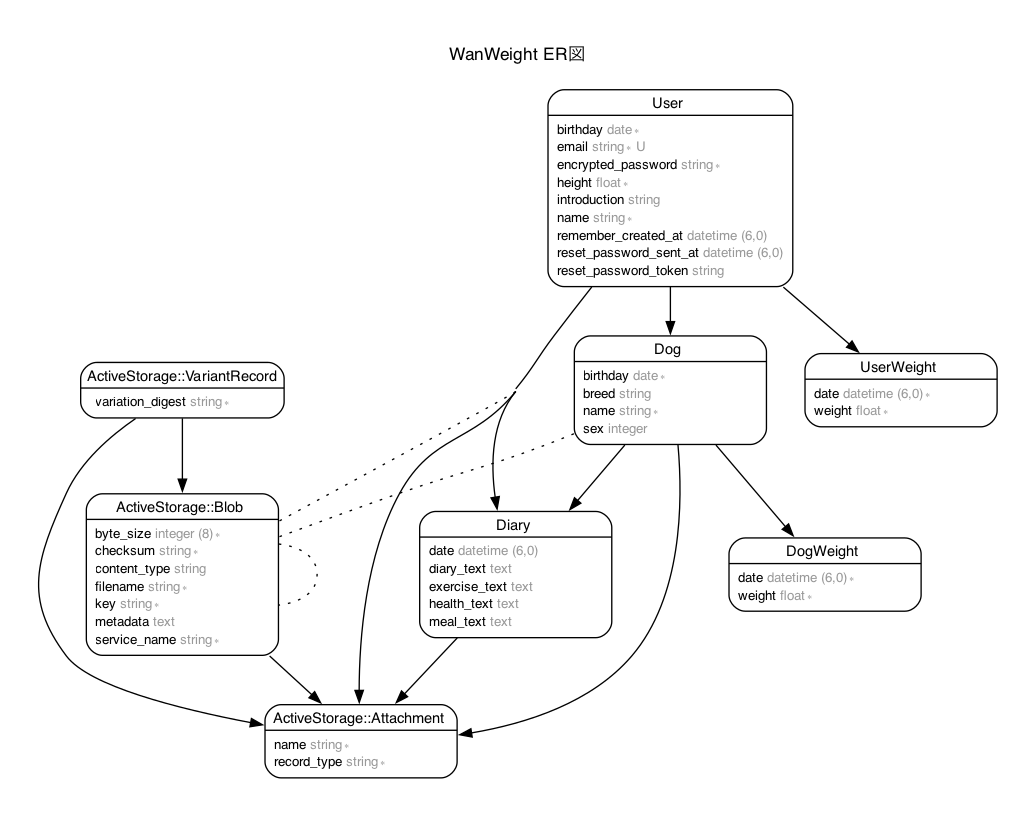 WanWeight ER図
User
birthday date *
email string * U
encrypted_password string *
height float *
introduction string
name string *
remember_created_at datetime (6,0)
reset_password_sent_at datetime (6,0)
reset_password_token string
Dog
birthday date *
breed string
name string *
sex integer
UserWeight
date datetime (6,0) *
weight float *
ActiveStorage::VariantRecord
variation_digest string *
ActiveStorage::Blob
byte_size integer (8) *
checksum string *
content_type string
filename string *
key string *
metadata text
service_name string *
Diary
date datetime (6,0)
diary_text text
exercise_text text
health_text text
meal_text text
DogWeight
date datetime (6,0) *
weight float *
ActiveStorage::Attachment
name string *
record_type string *